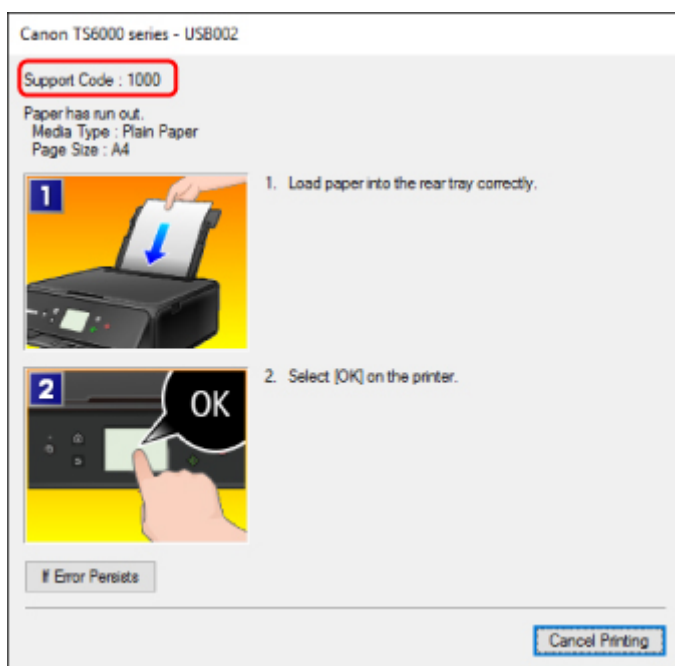 Canon TS6000 series - USB002
Support Code : 1000
Paper has run out.
Media Type : Plain Paper
Page Size : A4
1
1. Load paper into the rear tray correctly.
2
OK
2. Select [OK] on the printer.
If Error Persists
Cancel Printing